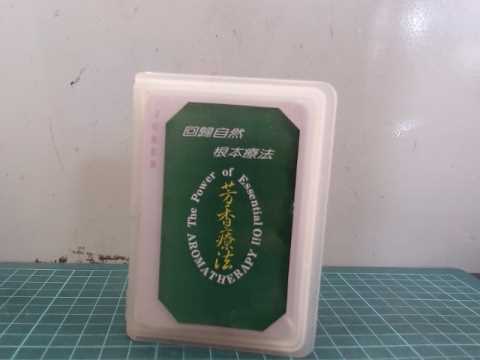 回歸自然
根本療法
The Power of Essential Oil
芳香療法
AROMATHERAPY